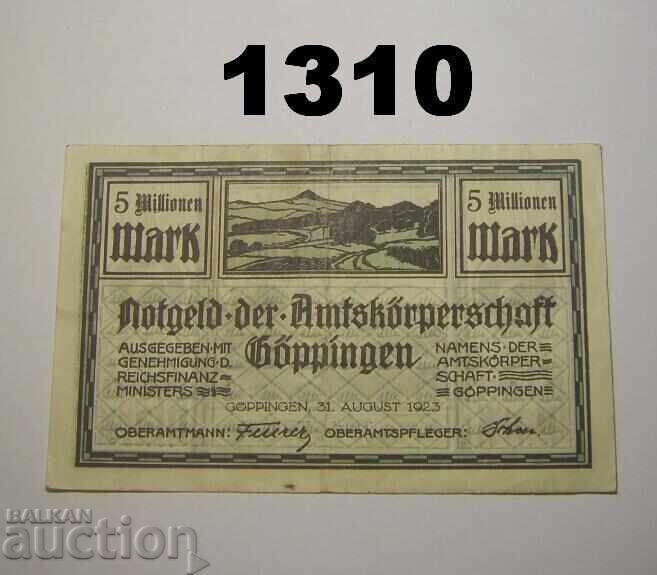 1310
5 Millionen
Mark
5 Millionen
Mark
Notgeld · der · Amtskörperschaft
Göppingen
AUSGEGEBEN · MIT
GENEHMIGUNG D.
REICHSFINANZ-
MINISTERS
NAMENS · DER
AMTSKÖRPER-
SCHAFT ·
GÖPPINGEN
GÖPPINGEN, 31. AUGUST 1923
OBERAMTMANN:
OBERAMTSPFLEGER:
BALKAN
auction